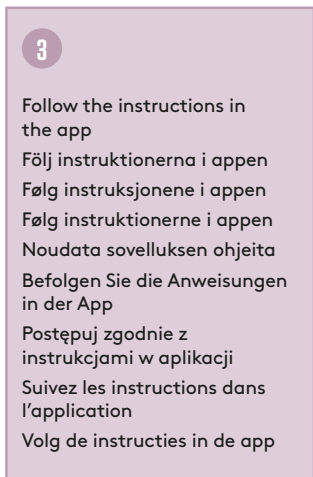 3
Follow the instructions in
the app
Följ instruktionerna i appen
Følg instruksjonene i appen
Følg instruktionerne i appen
Noudata sovelluksen ohjeita
Befolgen Sie die Anweisungen
in der App
Postępuj zgodnie z
instrukcjami w aplikacji
Suivez les instructions dans
l’application
Volg de instructies in de app